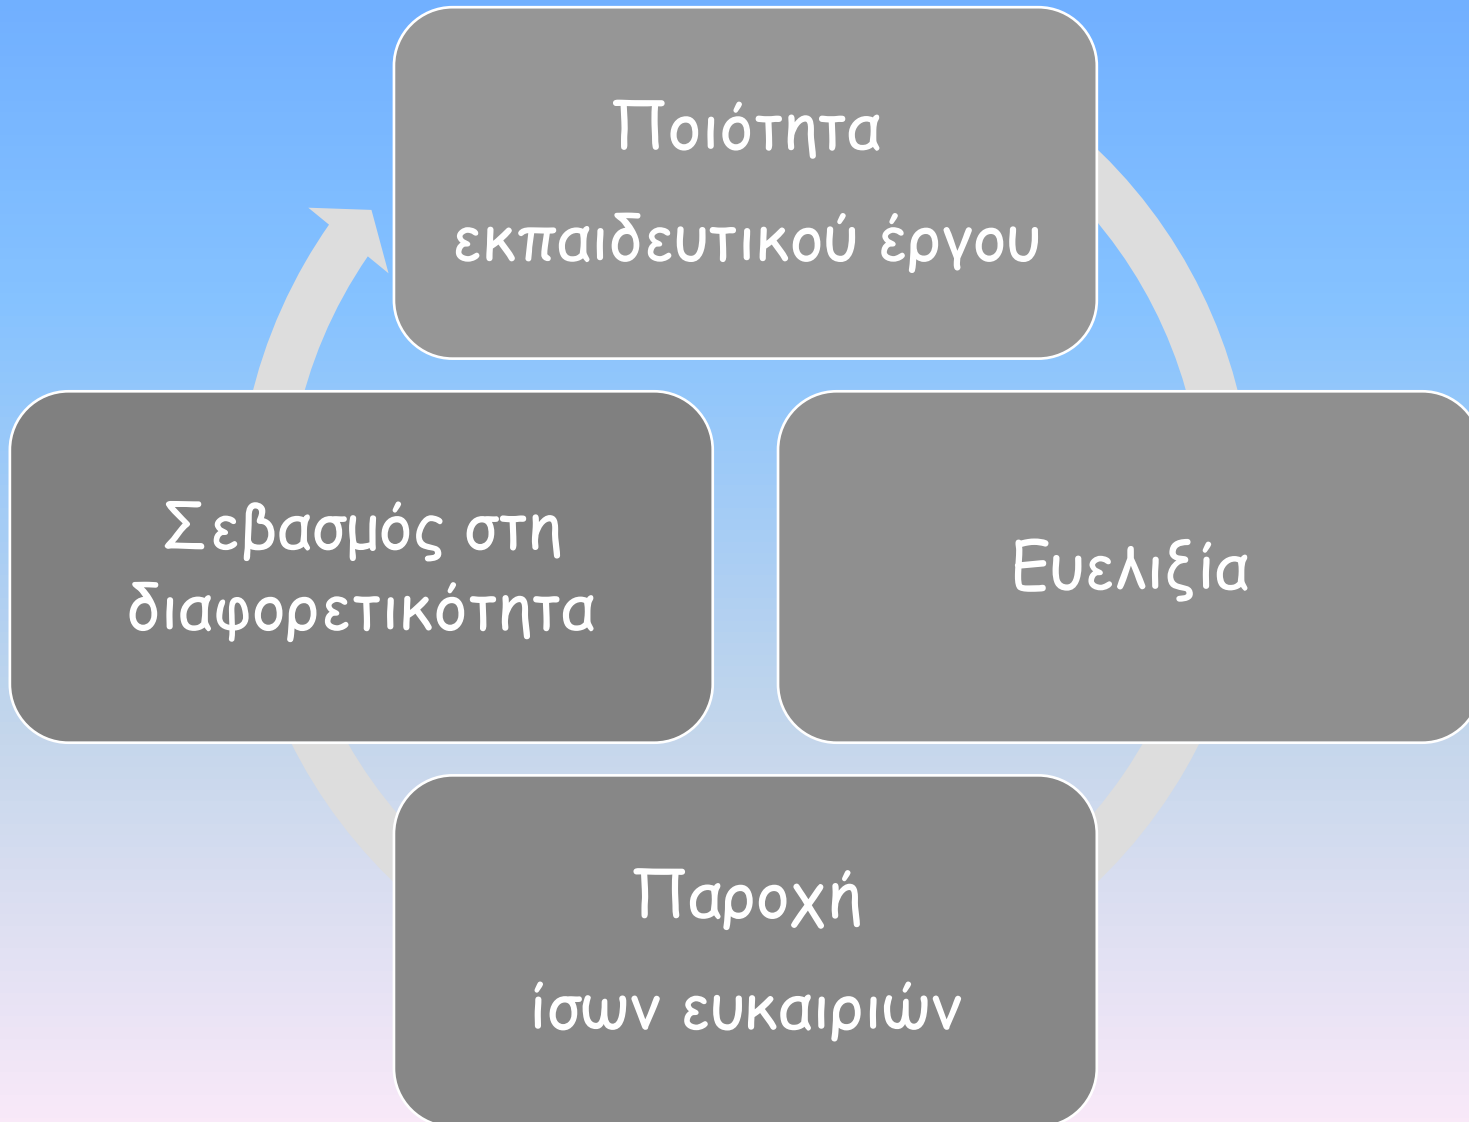 Ποιότητα
εκπαιδευτικού έργου
Σεβασμός στη
διαφορετικότητα
Ευελιξία
Παροχή
ίσων ευκαιριών